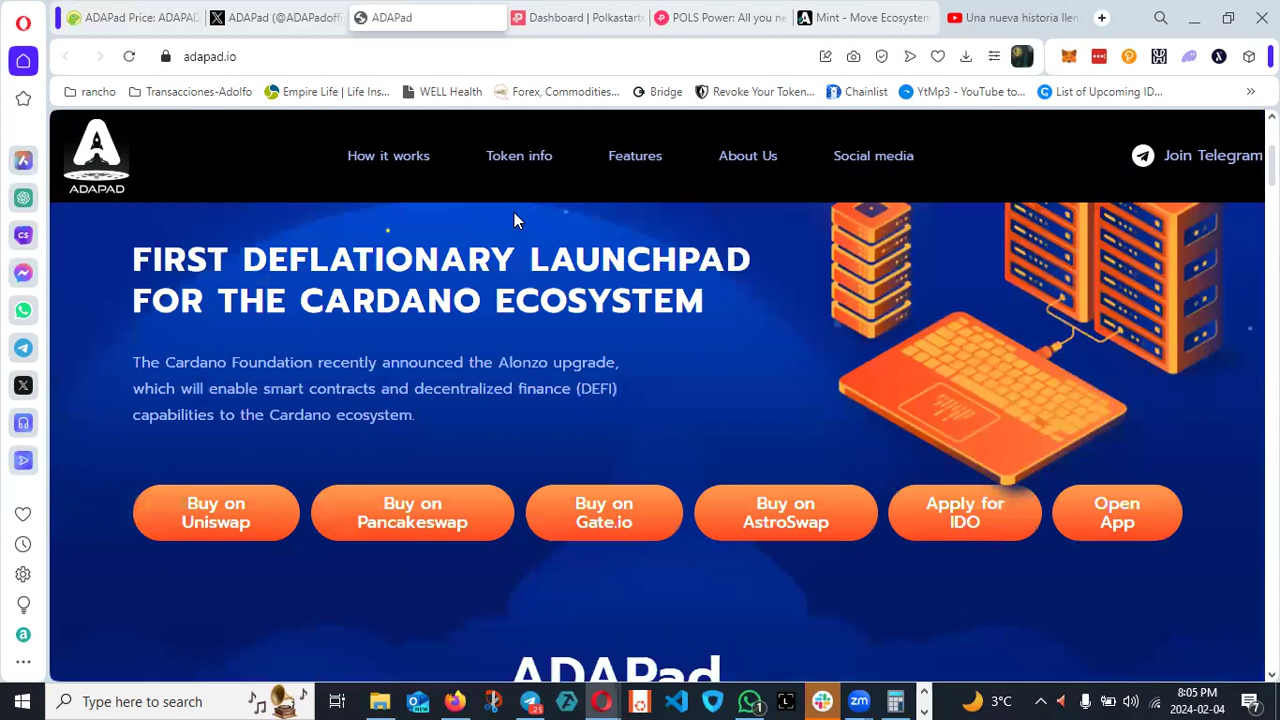 ADAPad Price: ADAPAD
ADAPad (@ADAPadoffi
ADAPad
Dashboard | Polkastarte
POLS Power: All you ne
Mint - Move Ecosystem
Una nueva historia llen
adapad.io
rancho
Transacciones-Adolfo
Empire Life | Life Ins...
WELL Health
Forex, Commodities...
Bridge
Revoke Your Token...
Chainlist
YtMp3 - YouTube to...
List of Upcoming ID...
ADAPAD
How it works
Token info
Features
About Us
Social media
Join Telegram
FIRST DEFLATIONARY LAUNCHPAD
FOR THE CARDANO ECOSYSTEM
The Cardano Foundation recently announced the Alonzo upgrade,
which will enable smart contracts and decentralized finance (DEFI)
capabilities to the Cardano ecosystem.
Buy on
Uniswap
Buy on
Pancakeswap
Buy on
Gate.io
Buy on
AstroSwap
Apply for
IDO
Open
App
ADAPad
Type here to search
3°C
8:05 PM
2024-02-04